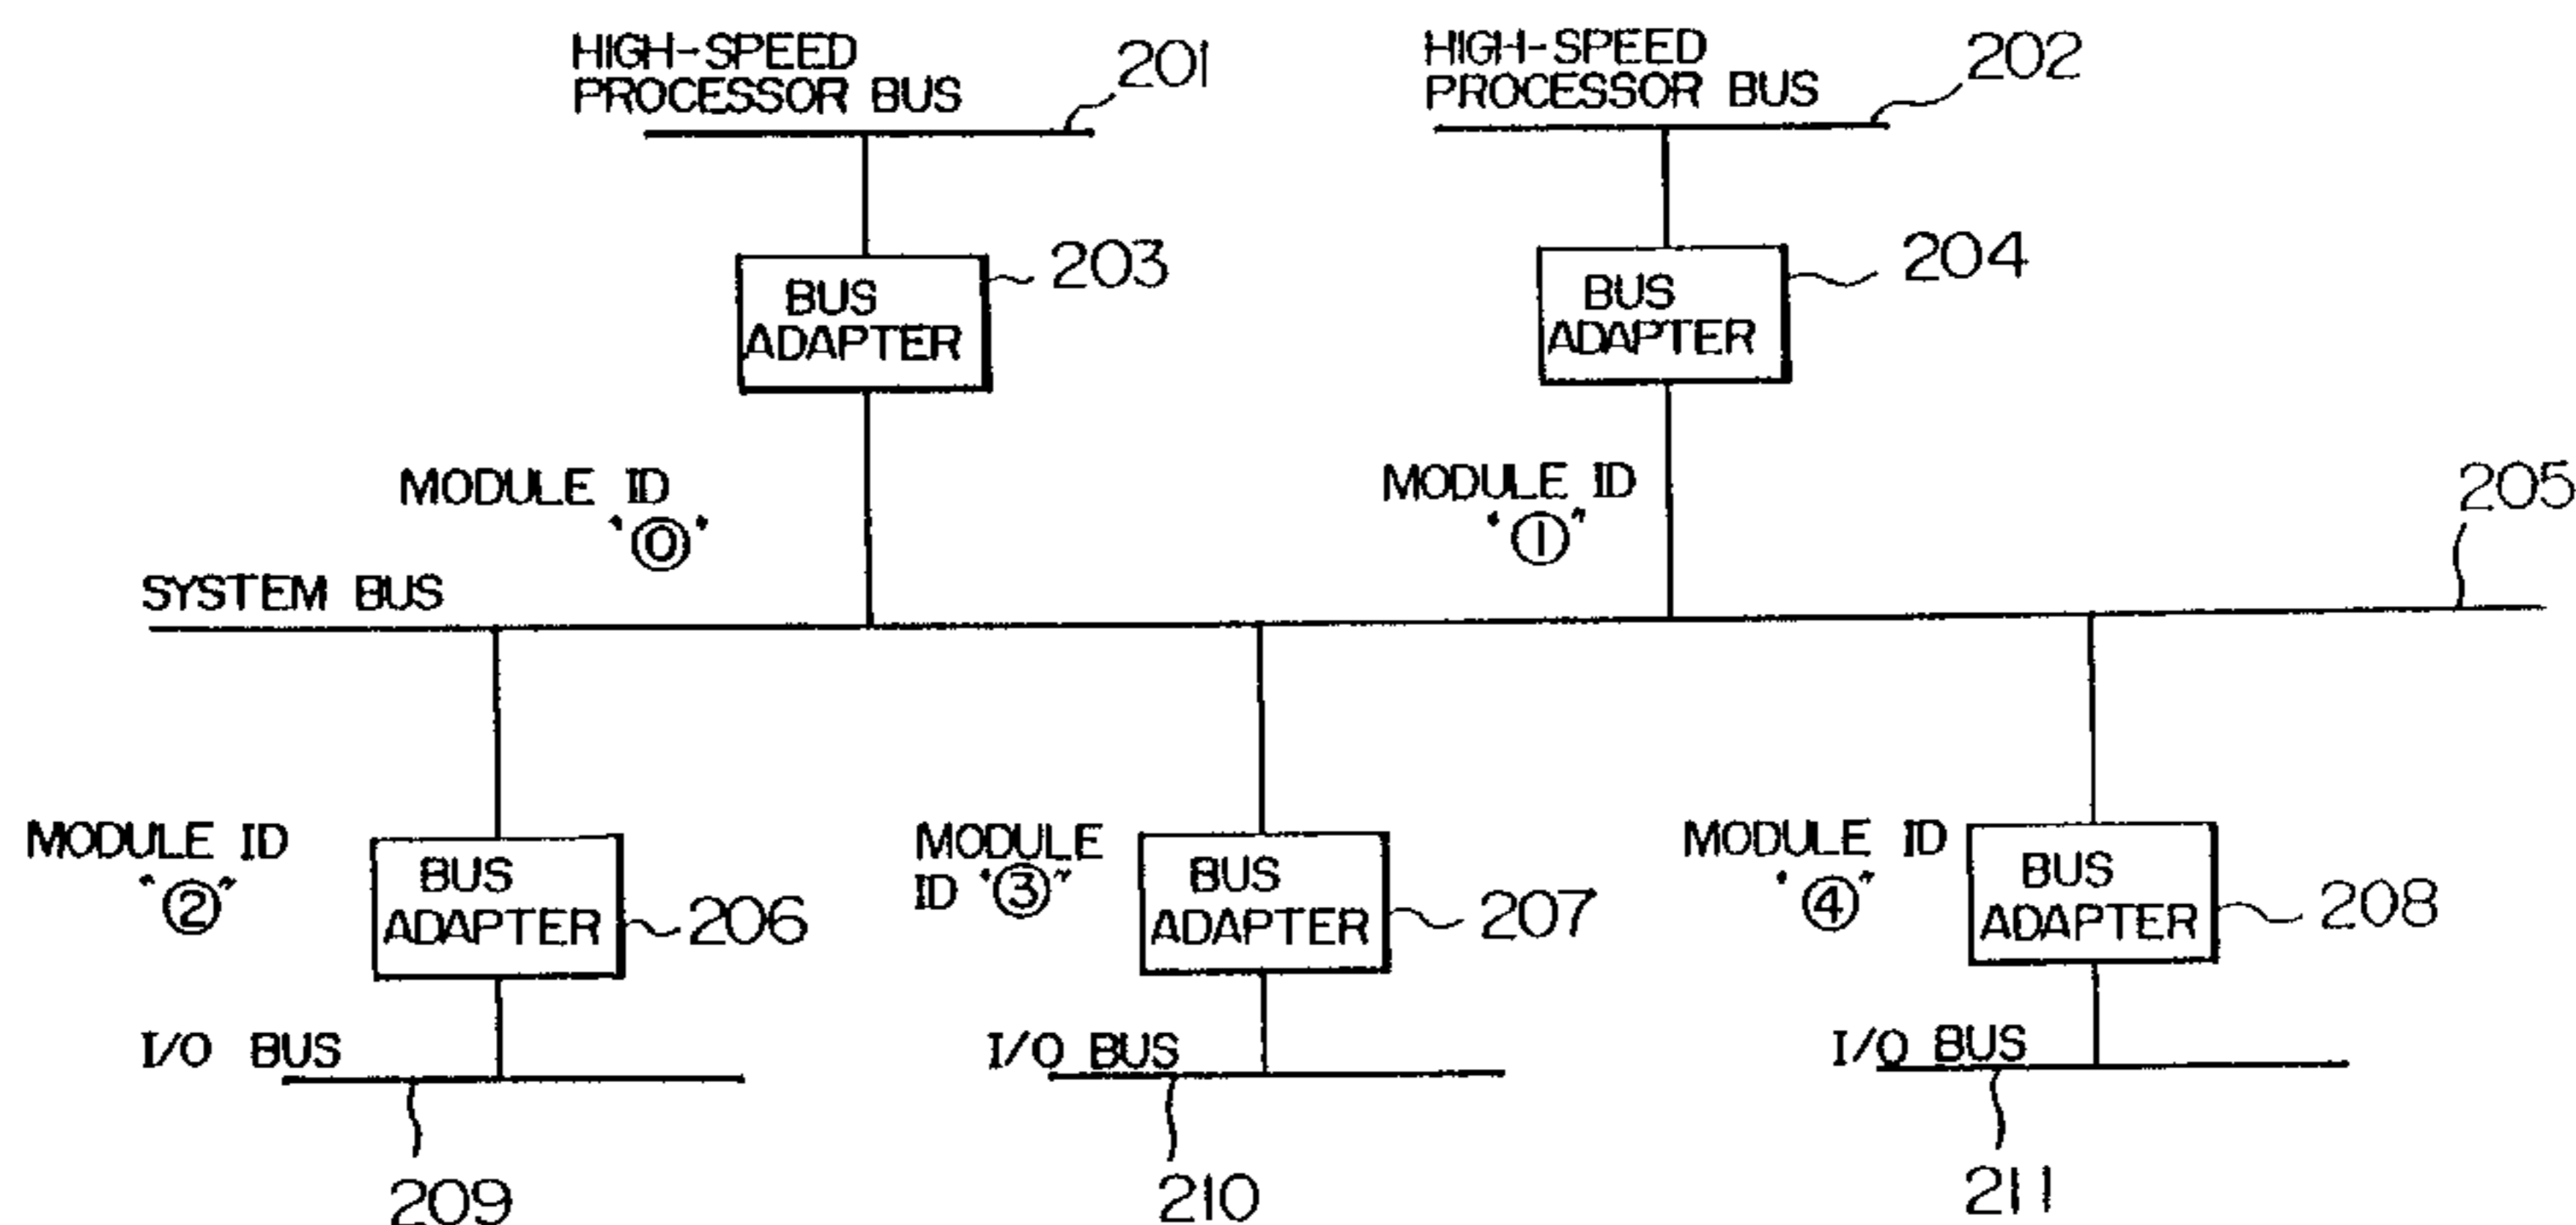 HIGH-SPEED
PROCESSOR BUS
201
HIGH-SPEED
PROCESSOR BUS
202
BUS
ADAPTER
203
BUS
ADAPTER
204
MODULE ID
"⓪"
MODULE ID
"①"
205
SYSTEM BUS
MODULE ID
"②"
BUS
ADAPTER
206
MODULE
ID "③"
BUS
ADAPTER
207
MODULE ID
"④"
BUS
ADAPTER
208
I/O BUS
209
I/O BUS
210
I/O BUS
211